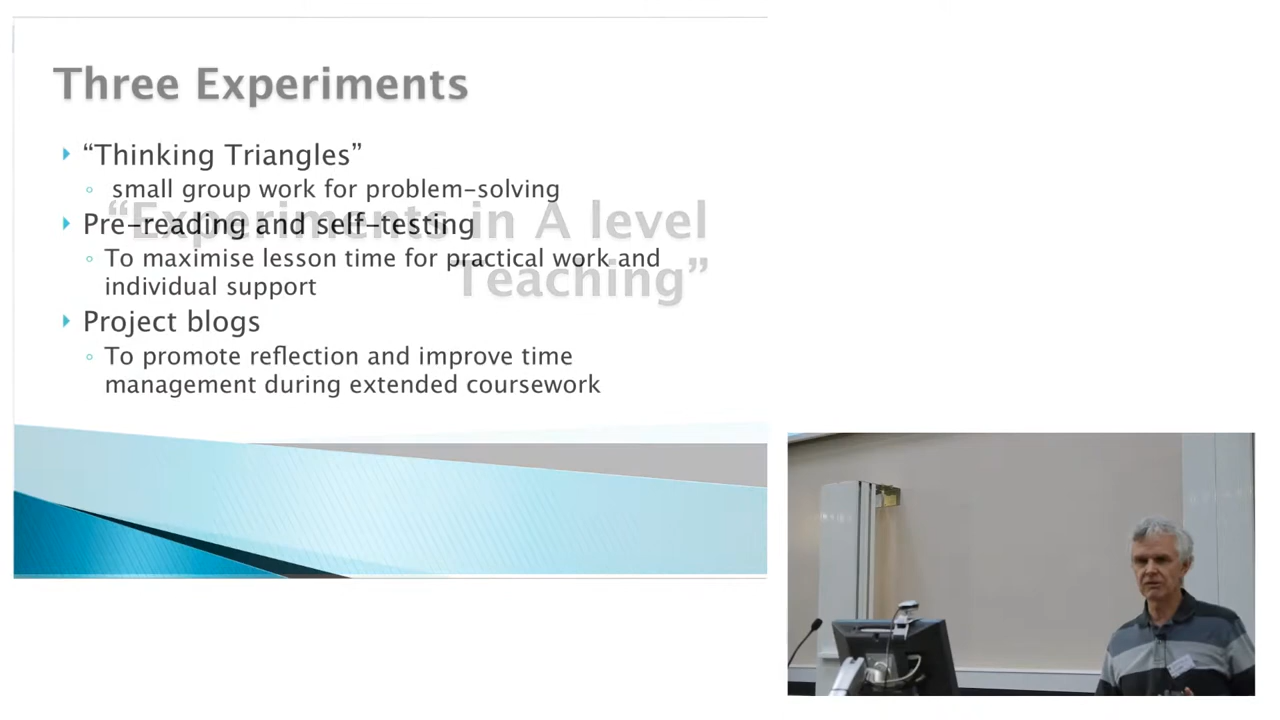 Three Experiments
“Thinking Triangles”
small group work for problem-solving
“Experiments in A level
Pre-reading and self-testing
To maximise lesson time for practical work and
Teaching”
individual support
Project blogs
To promote reflection and improve time
management during extended coursework